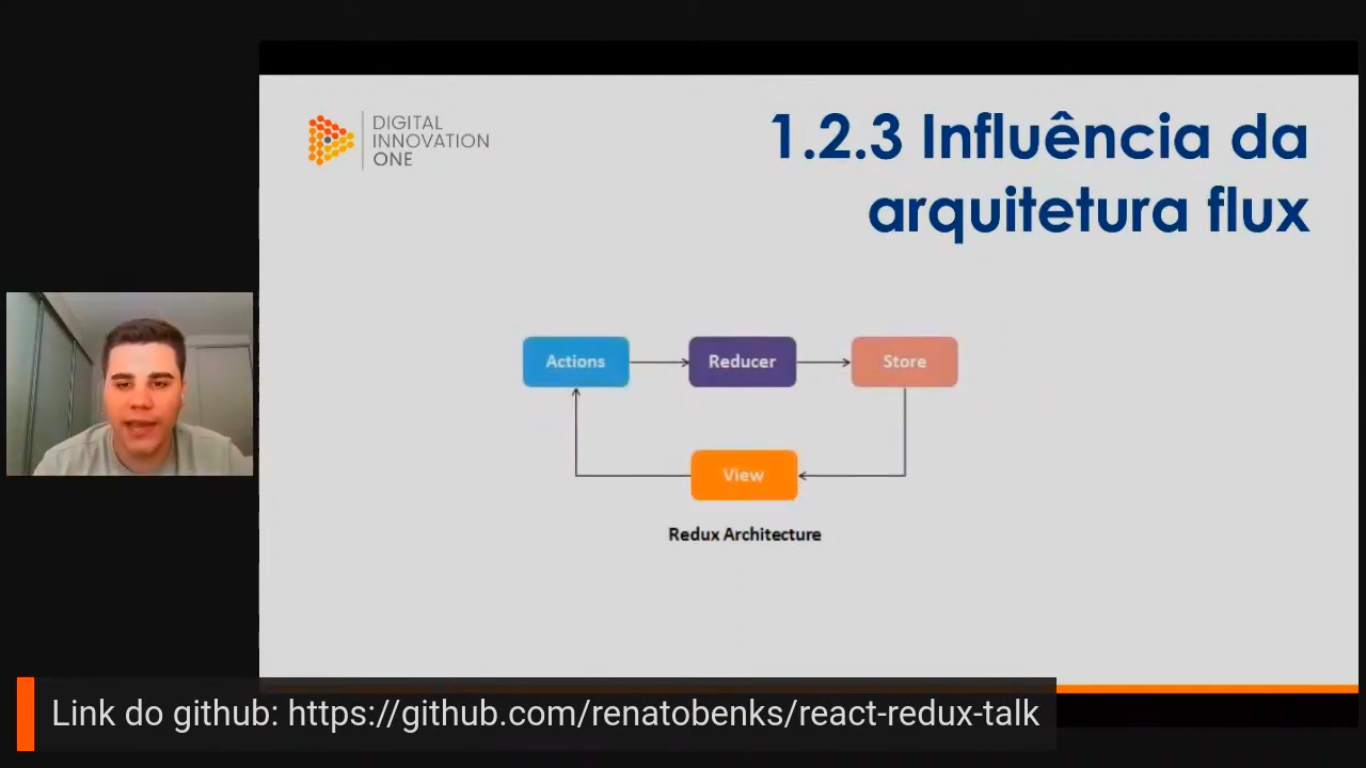 DIGITAL
INNOVATION
ONE
1.2.3 Influência da
arquitetura flux
Actions
Reducer
Store
View
Redux Architecture
Link do github: https://github.com/renatobenks/react-redux-talk